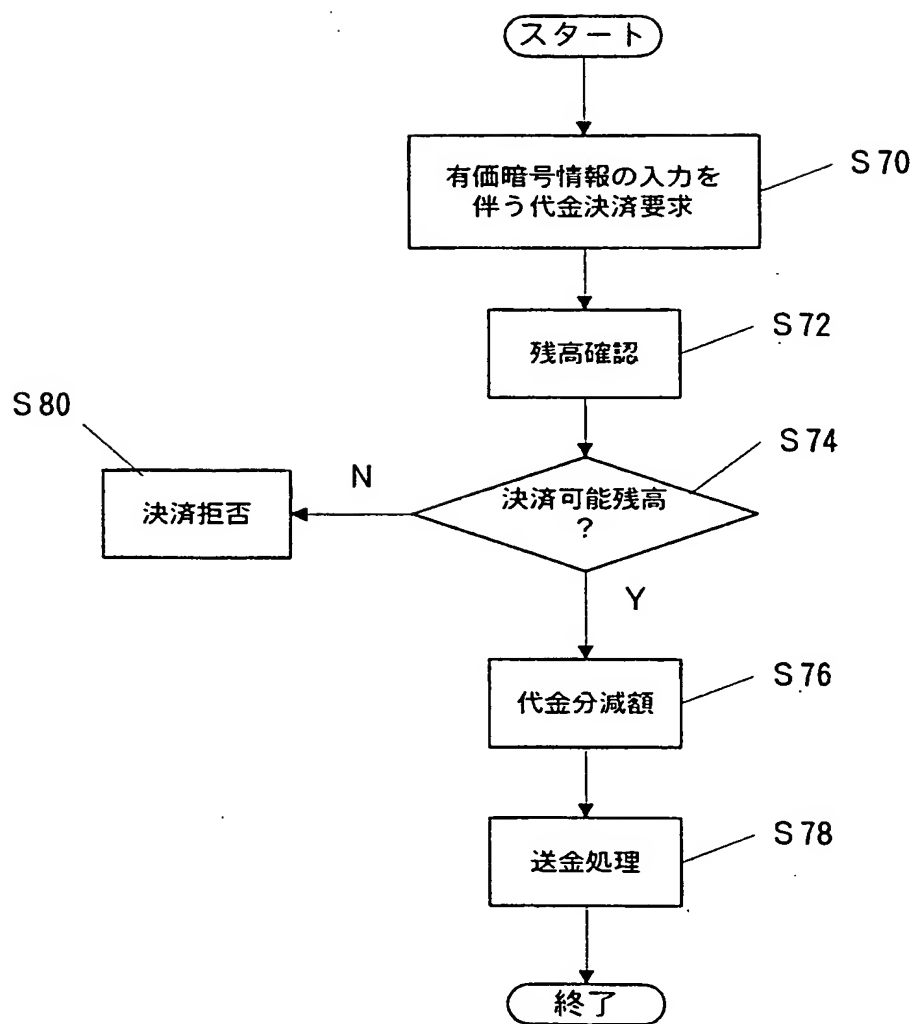 スタート
有価暗号情報の入力を
伴う代金決済要求
S70
残高確認
S72
S80
決済拒否
N
決済可能残高
?
S74
Y
代金分減額
S76
送金処理
S78
終了